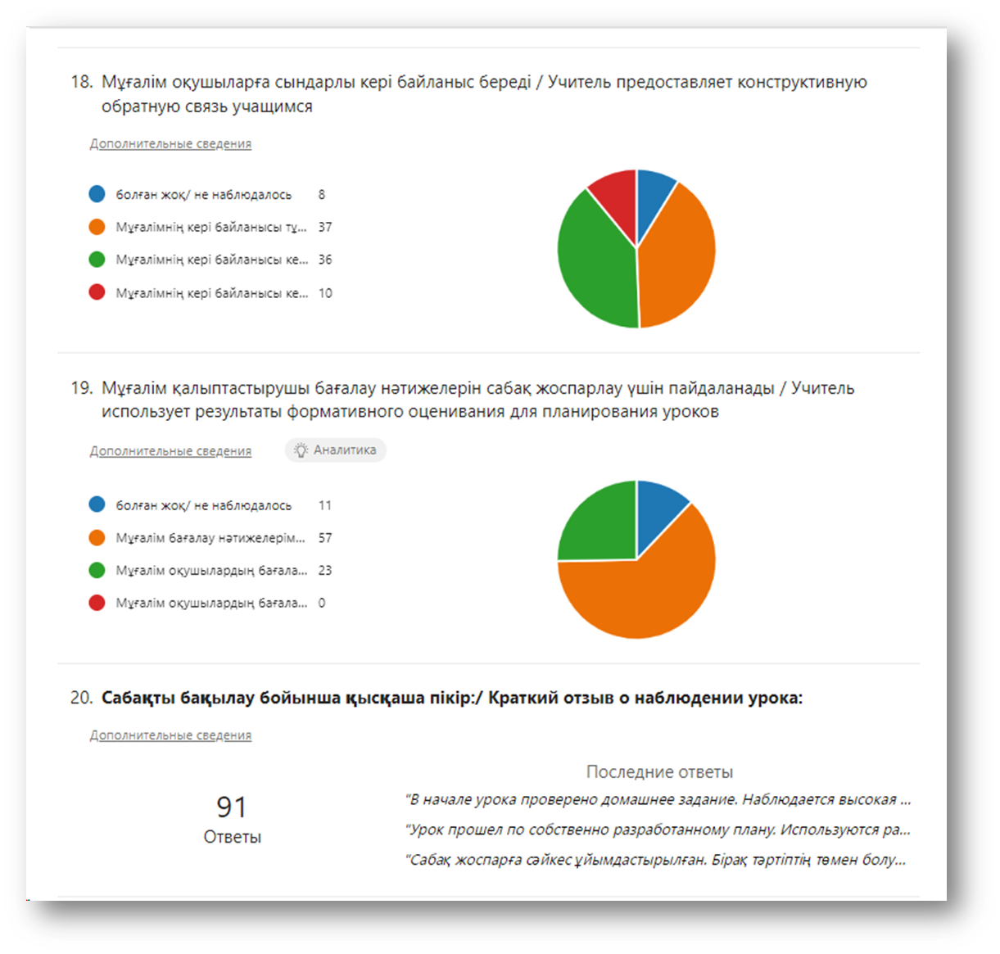 18. Мұғалім оқушыларға сындарлы кері байланыс береді / Учитель предоставляет конструктивную
обратную связь учащимся
Дополнительные сведения
болған жоқ/ не наблюдалось 8
Мұғалімнің кері байланысы тұ... 37
Мұғалімнің кері байланысы ке... 36
Мұғалімнің кері байланысы ке... 10
19. Мұғалім қалыптастырушы бағалау нәтижелерін сабақ жоспарлау үшін пайдаланады / Учитель
использует результаты формативного оценивания для планирования уроков
Дополнительные сведения Аналитика
болған жоқ/ не наблюдалось 11
Мұғалім бағалау нәтижелерім... 57
Мұғалім оқушылардың бағала... 23
Мұғалім оқушылардың бағала... 0
20. Сабақты бақылау бойынша қысқаша пікір:/ Краткий отзыв о наблюдении урока:
Дополнительные сведения
91
Ответы
Последние ответы
"В начале урока проверено домашнее задание. Наблюдается высокая ...
"Урок прошел по собственно разработанному плану. Используются ра...
"Сабақ жоспарға сәйкес ұйымдастырылған. Бірақ тәртіптің төмен болу...